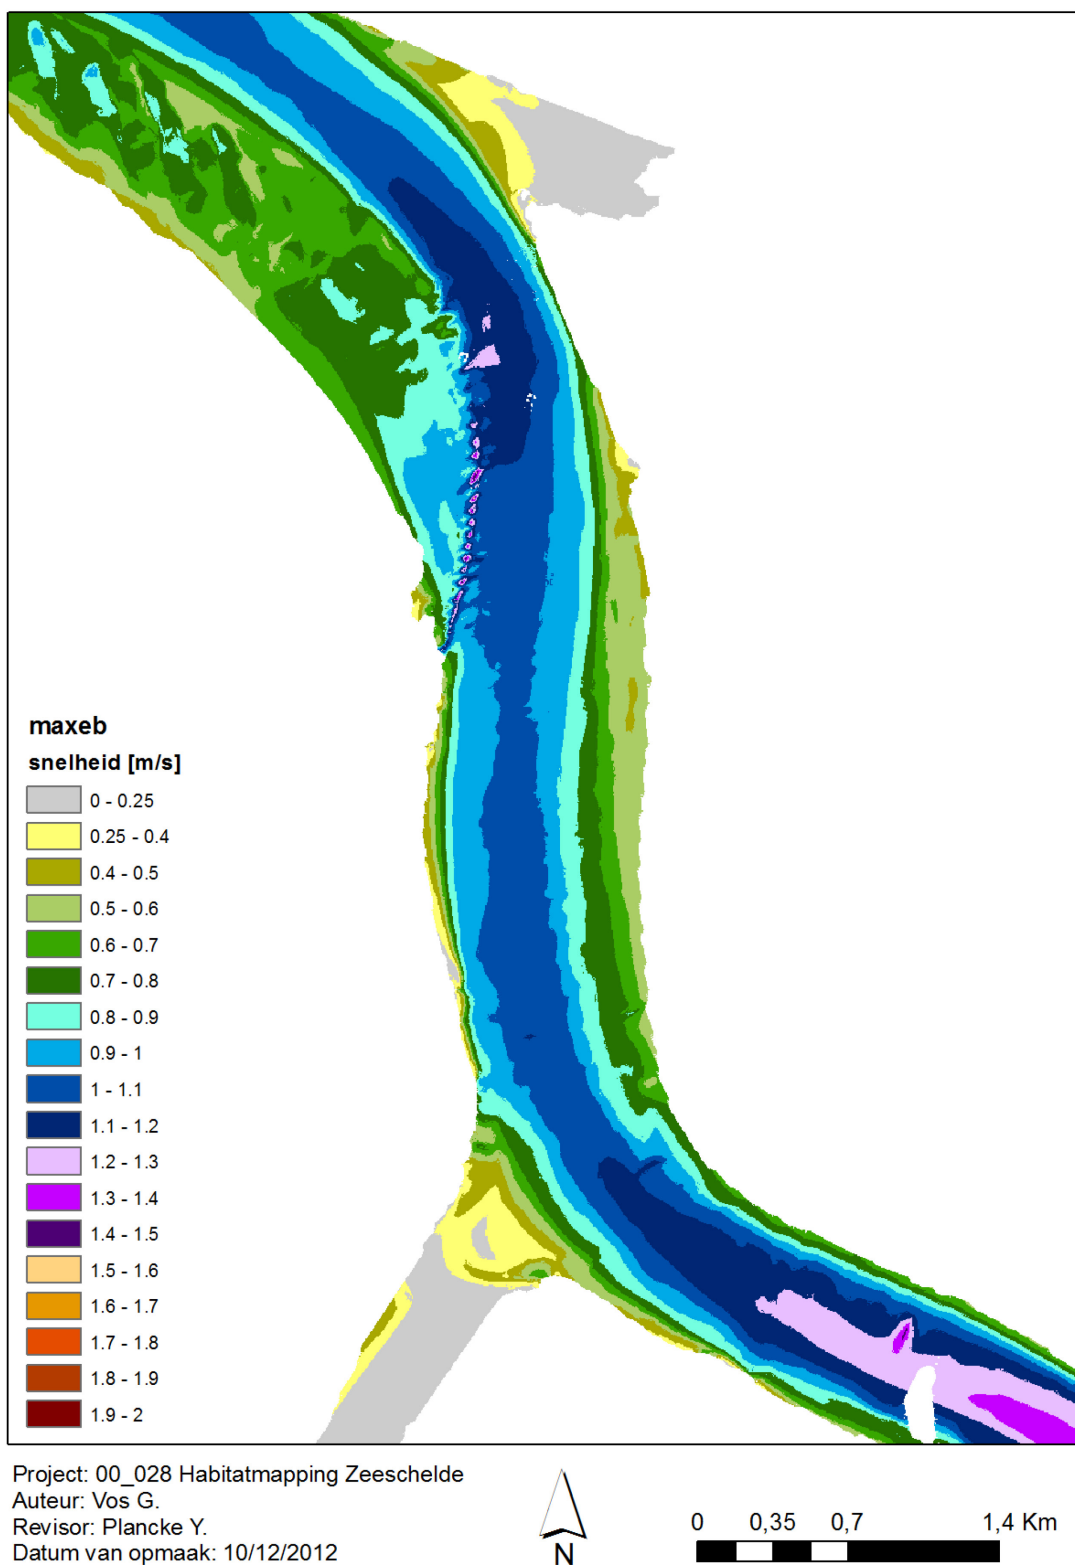 maxeb
snelheid [m/s]
0 - 0.25
0.25 - 0.4
0.4 - 0.5
0.5 - 0.6
0.6 - 0.7
0.7 - 0.8
0.8 - 0.9
0.9 - 1
1 - 1.1
1.1 - 1.2
1.2 - 1.3
1.3 - 1.4
1.4 - 1.5
1.5 - 1.6
1.6 - 1.7
1.7 - 1.8
1.8 - 1.9
1.9 - 2
Project: 00_028 Habitatmapping Zeeschelde
Auteur: Vos G.
Revisor: Plancke Y.
Datum van opmaak: 10/12/2012
N
0 0,35 0,7 1,4 Km